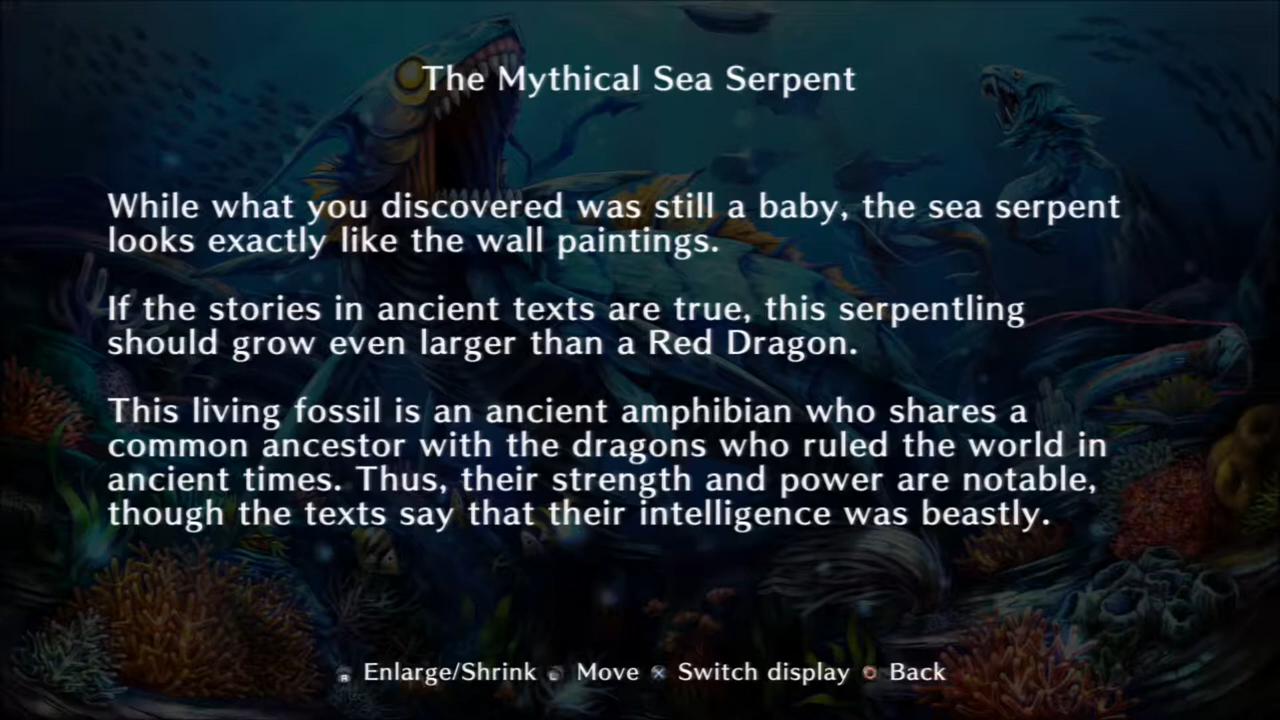 The Mythical Sea Serpent
While what you discovered was still a baby, the sea serpent
looks exactly like the wall paintings.
If the stories in ancient texts are true, this serpentling
should grow even larger than a Red Dragon.
This living fossil is an ancient amphibian who shares a
common ancestor with the dragons who ruled the world in
ancient times. Thus, their strength and power are notable,
though the texts say that their intelligence was beastly.
R Enlarge/Shrink L Move X Switch display O Back